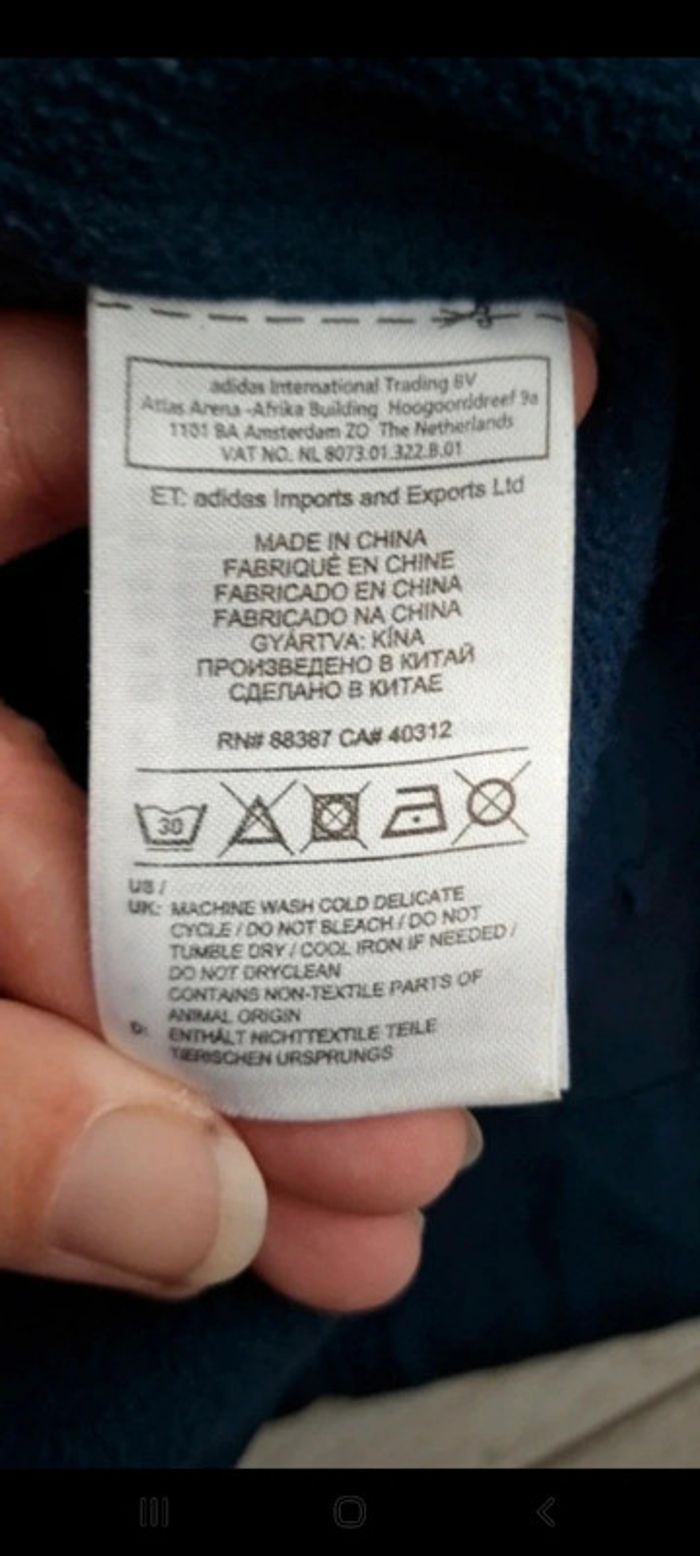 adidas International Trading BV
Atlas Arena -Afrika Building Hoogoorddreef 9a
1101 BA Amsterdam ZO The Netherlands
VAT NO. NL 8073.01.322.B.01
ET: adidas Imports and Exports Ltd
MADE IN CHINA
FABRIQUÉ EN CHINE
FABRICADO EN CHINA
FABRICADO NA CHINA
GYÁRTVA: KÍNA
ПРОИЗВЕДЕНО В КИТАЙ
СДЕЛАНО В КИТАЕ
RN# 88387 CA# 40312
30
US /
UK: MACHINE WASH COLD DELICATE
CYCLE / DO NOT BLEACH / DO NOT
TUMBLE DRY / COOL IRON IF NEEDED /
DO NOT DRYCLEAN
CONTAINS NON-TEXTILE PARTS OF
ANIMAL ORIGIN
D: ENTHÄLT NICHTTEXTILE TEILE
TIERISCHEN URSPRUNGS